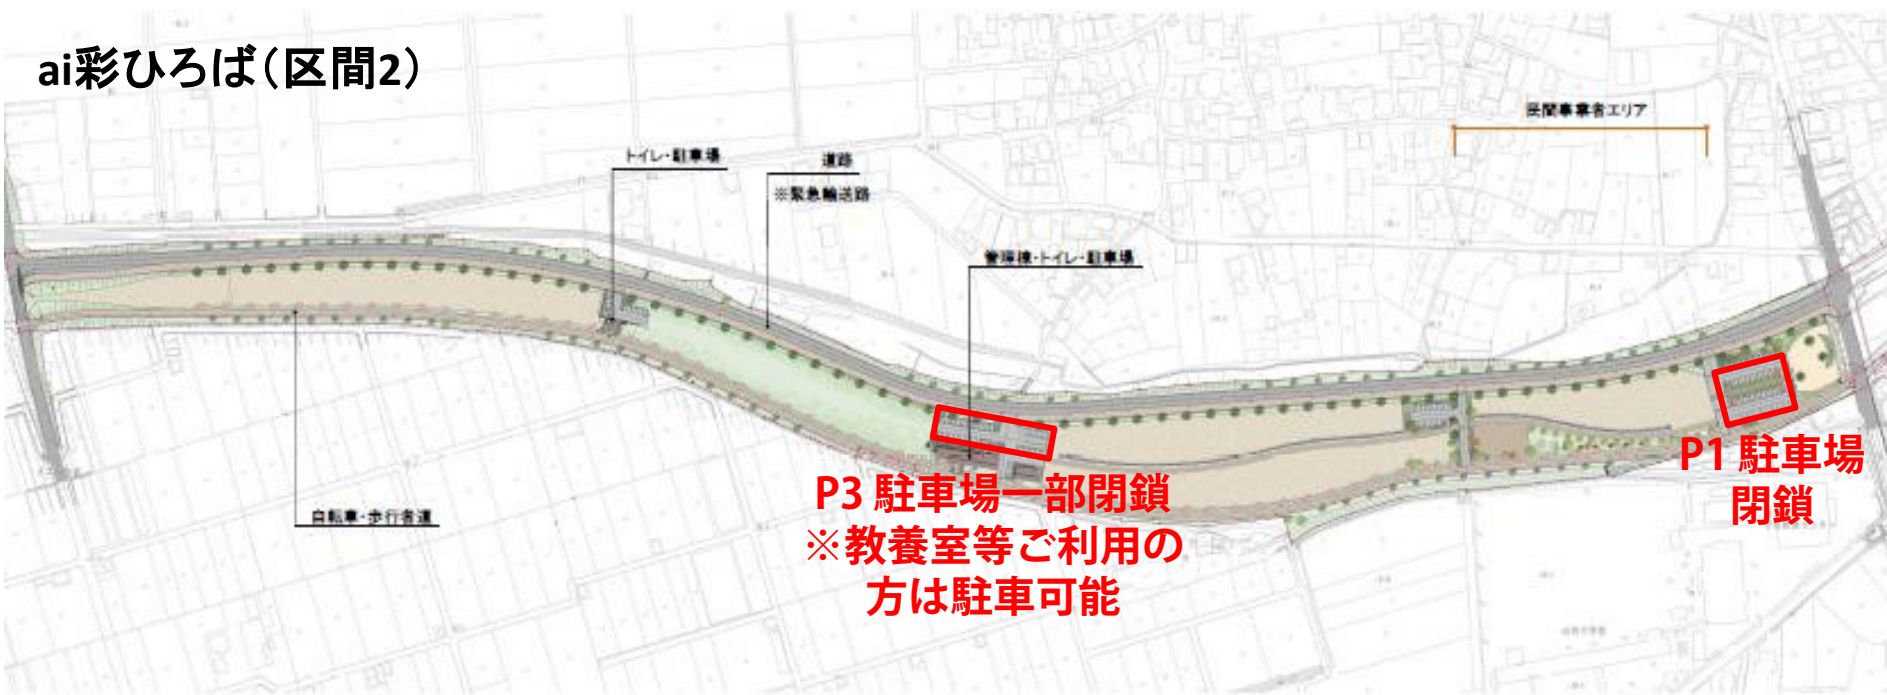 ai彩ひろば（区間2）
民間事業者エリア
トイレ・駐車場
道路
※緊急輸送路
管理棟・トイレ・駐車場
自転車・歩行者道
P3 駐車場一部閉鎖
※教養室等ご利用の
方は駐車可能
P1 駐車場
閉鎖